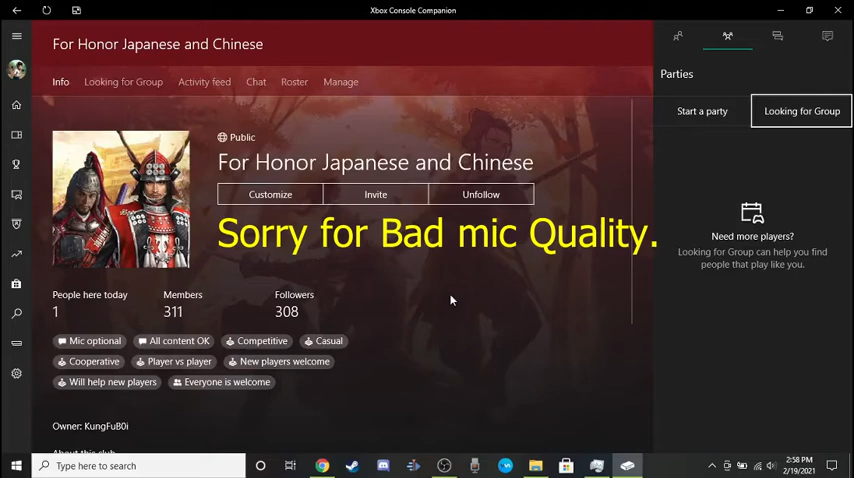 Xbox Console Companion
For Honor Japanese and Chinese
Info Looking for Group Activity feed Chat Roster Manage
Public
For Honor Japanese and Chinese
Customize Invite Unfollow
Sorry for Bad mic Quality.
People here today Members Followers
1 311 308
Mic optional All content OK Competitive Casual
Cooperative Player vs player New players welcome
Will help new players Everyone is welcome
Owner: KungFuB0i
About this club
Parties
Start a party Looking for Group
Need more players?
Looking for Group can help you find
people that play like you.
Type here to search
2:58 PM
2/19/2021